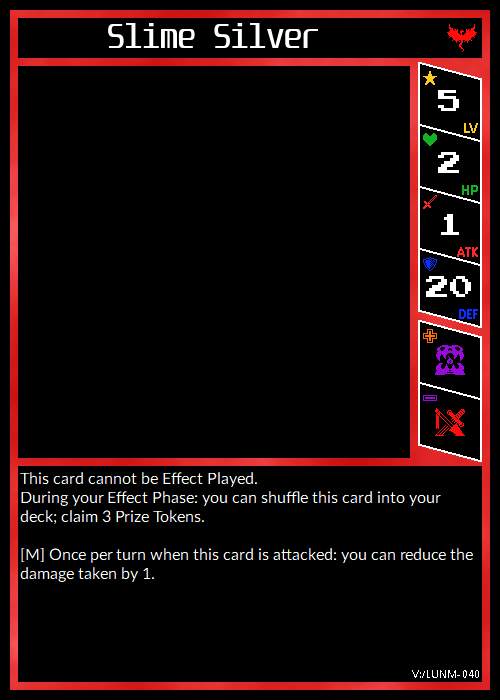 Slime Silver
5
LV
2
HP
1
ATK
20
DEF
This card cannot be Effect Played.
During your Effect Phase: you can shuffle this card into your
deck; claim 3 Prize Tokens.
[M] Once per turn when this card is attacked: you can reduce the
damage taken by 1.
V:/LUNM-040